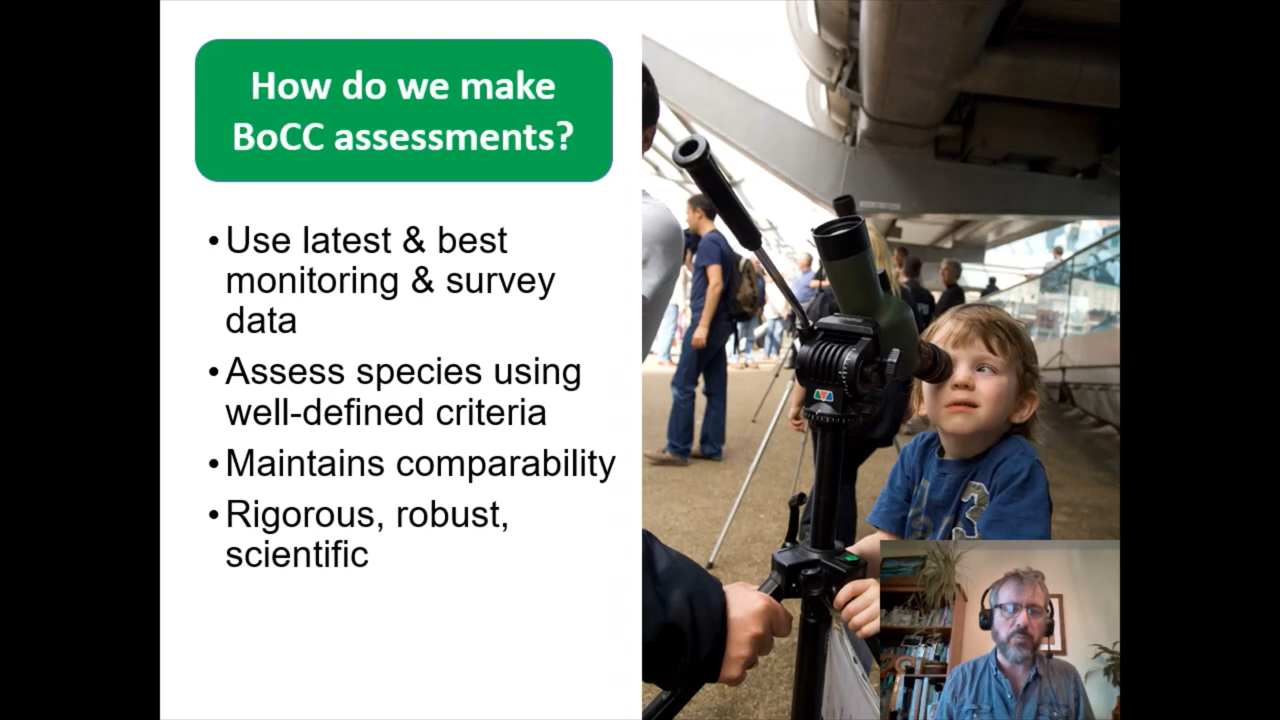 How do we make
BoCC assessments?
•Use latest & best
monitoring & survey
data
•Assess species using
well-defined criteria
•Maintains comparability
•Rigorous, robust,
scientific
3